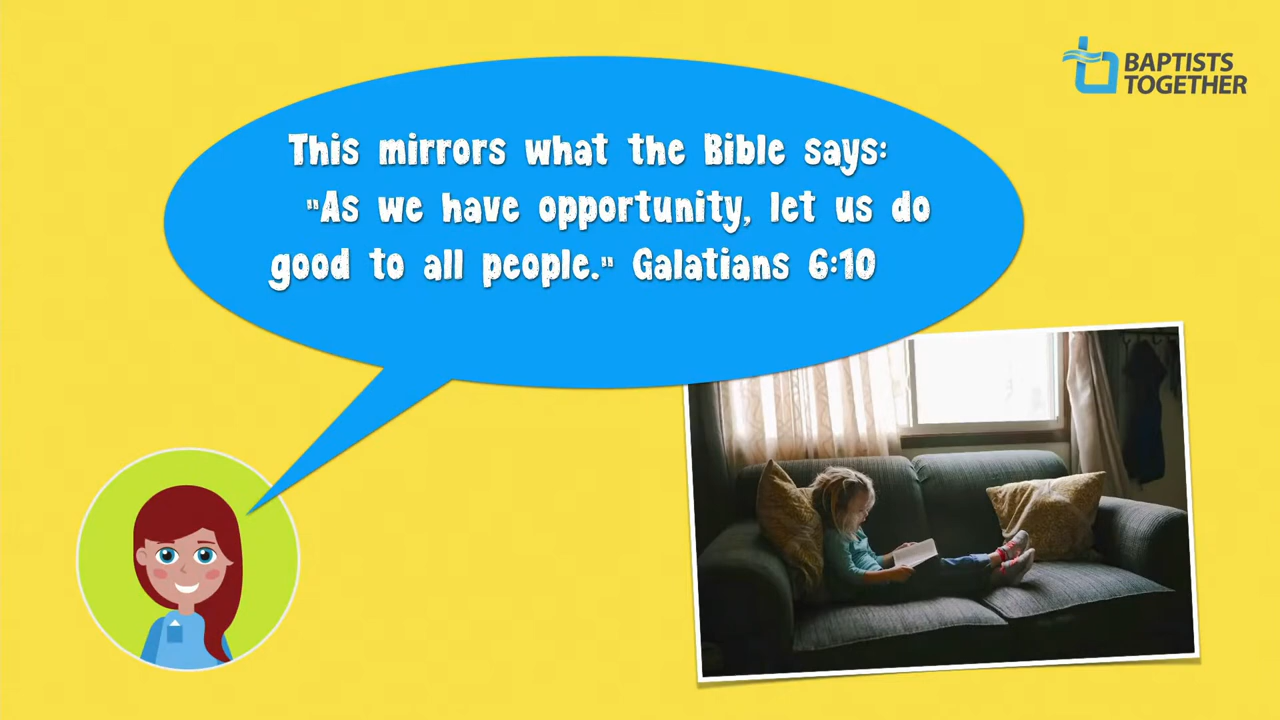 BAPTISTS
TOGETHER
This mirrors what the Bible says:
"As we have opportunity, let us do
good to all people." Galatians 6:10